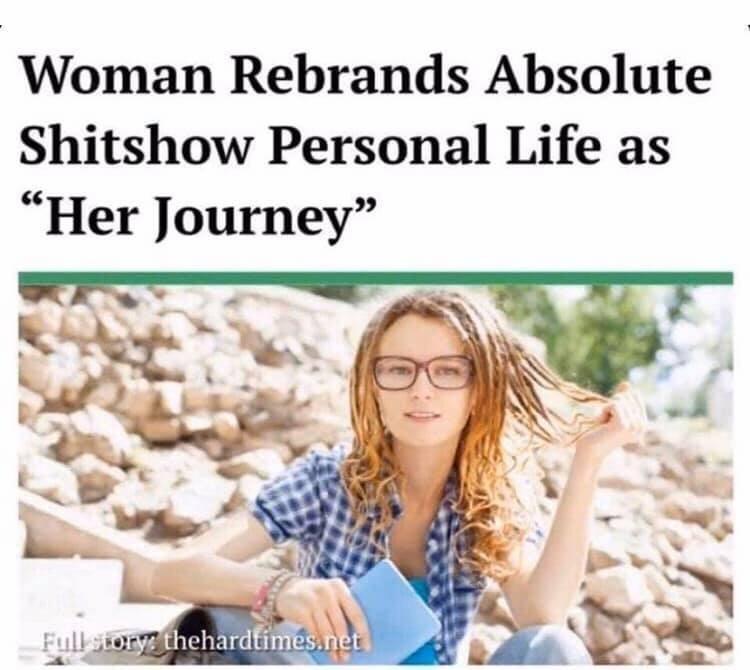 Woman Rebrands Absolute
Shitshow Personal Life as
“Her Journey”
Full story: thehardtimes.net